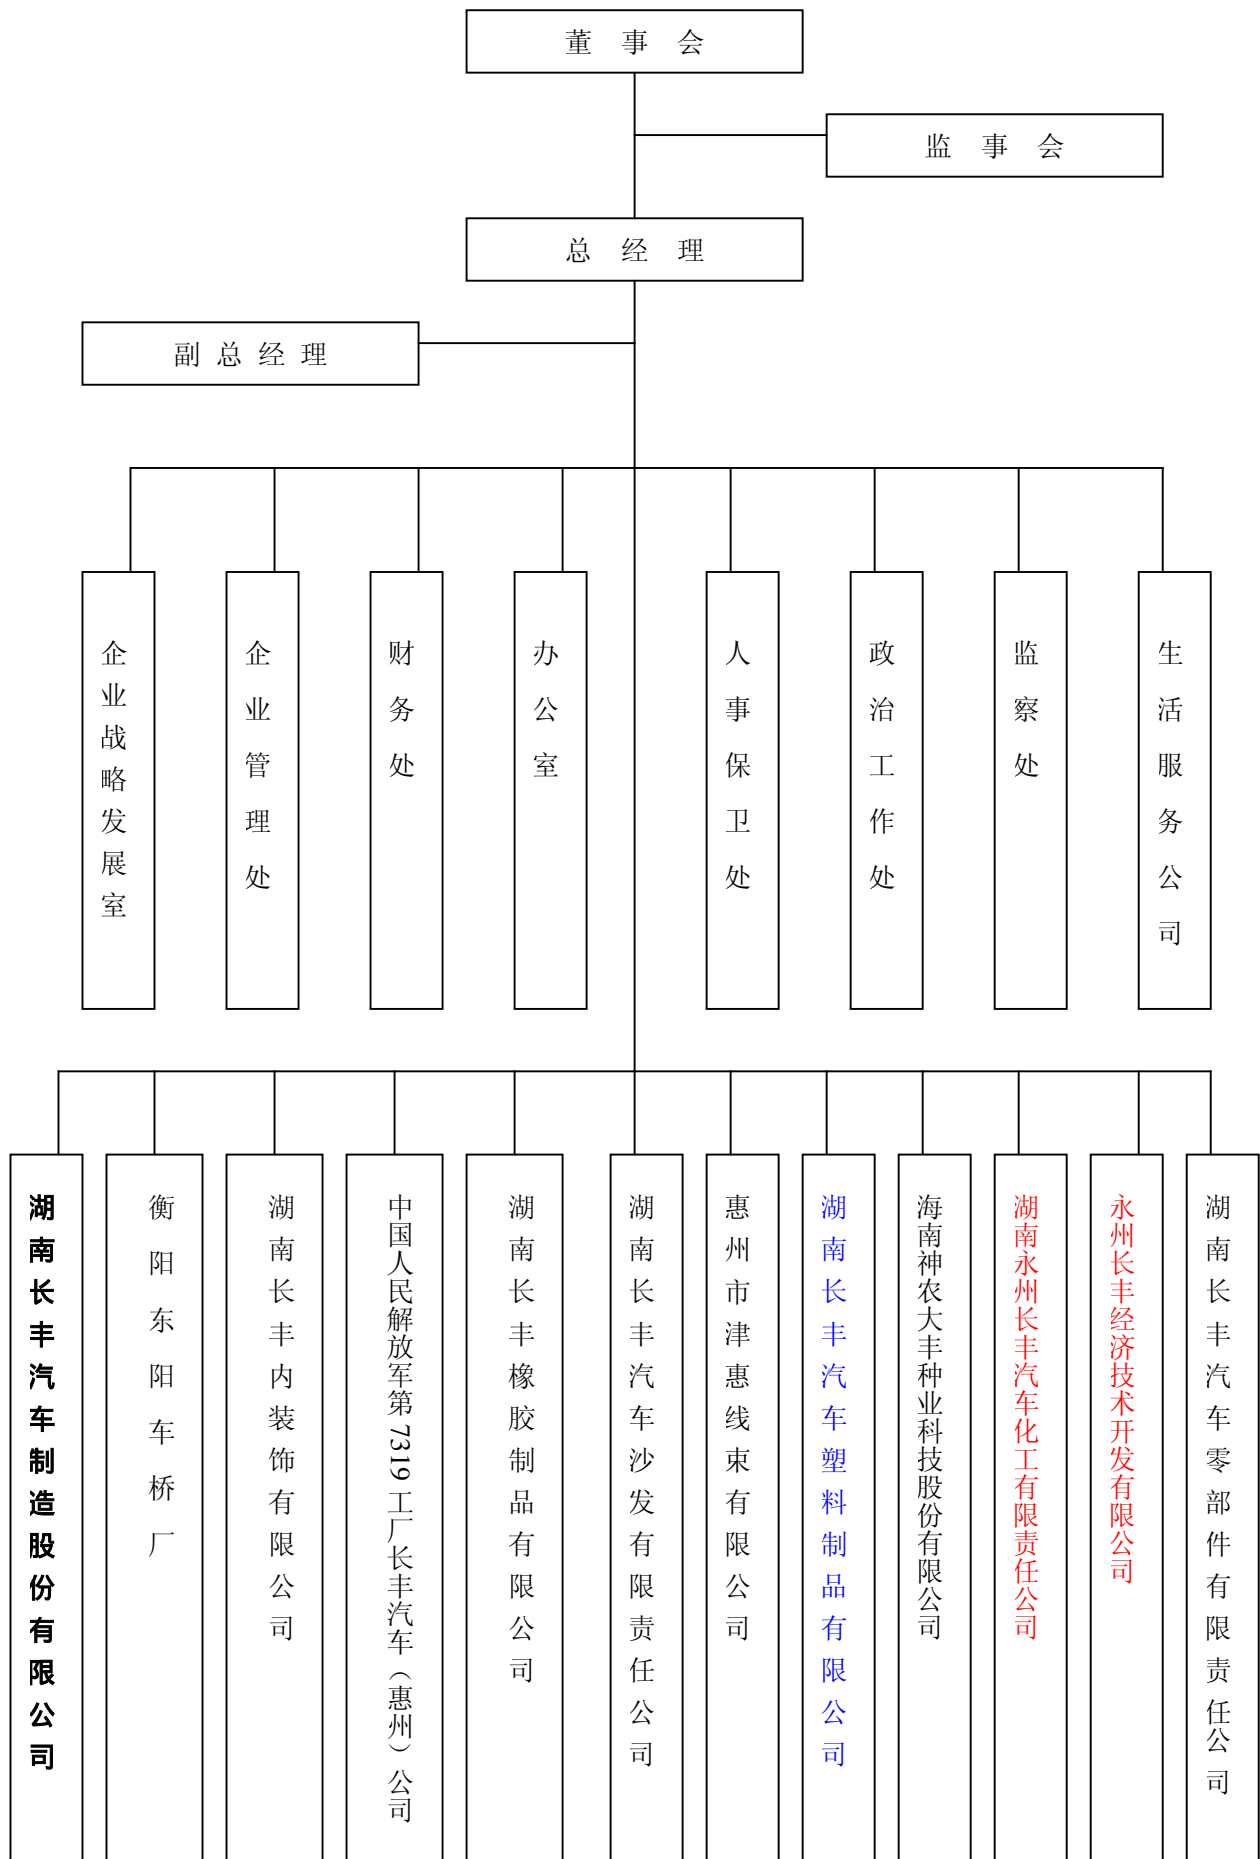 董事会
监事会
总经理
副总经理
企业战略发展室
企业管理处
财务处
办公室
人事保卫处
政治工作处
监察处
生活服务公司
湖南长丰汽车制造股份有限公司
衡阳东阳车桥厂
湖南长丰内装饰有限公司
中国人民解放军第7319工厂长丰汽车（惠州）公司
湖南长丰橡胶制品有限公司
湖南长丰汽车沙发有限责任公司
惠州市津惠线束有限公司
湖南长丰汽车塑料制品有限公司
海南神农大丰种业科技股份有限公司
湖南永州长丰汽车化工有限责任公司
永州长丰经济技术开发有限公司
湖南长丰汽车零部件有限责任公司